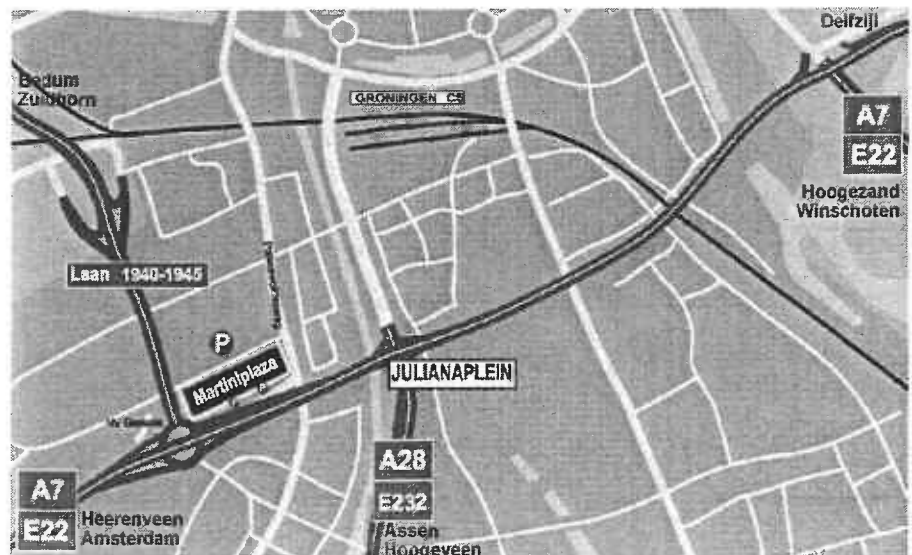 Delfzijl
Bedum
Zuidhorn
GRONINGEN CS
A7
E22
Hoogezand
Winschoten
Laan 1940-1945
P
Martiniplaza
P P
JULIANAPLEIN
A28
E232
Assen
Hoogeveen
A7
E22
Heerenveen
Amsterdam